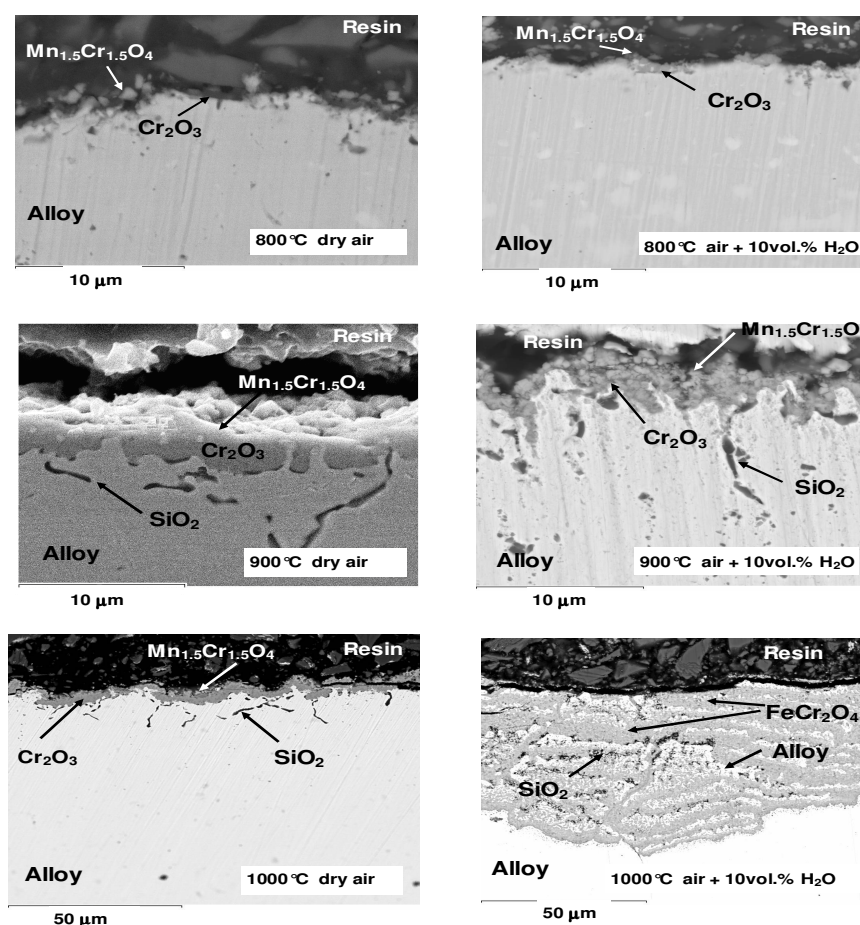 Resin
Mn₁.₅Cr₁.₅O₄
Cr₂O₃
Alloy
800°C dry air
10 µm
Mn₁.₅Cr₁.₅O₄
Resin
Cr₂O₃
Alloy
800°C air + 10vol.% H₂O
10 µm
Resin
Mn₁.₅Cr₁.₅O₄
Cr₂O₃
SiO₂
Alloy
900°C dry air
10 µm
Mn₁.₅Cr₁.₅O
Resin
Cr₂O₃
SiO₂
Alloy
900°C air + 10vol.% H₂O
10 µm
Mn₁.₅Cr₁.₅O₄
Resin
Cr₂O₃
SiO₂
Alloy
1000°C dry air
50 µm
Resin
FeCr₂O₄
Alloy
SiO₂
Alloy
1000°C air + 10vol.% H₂O
50 µm